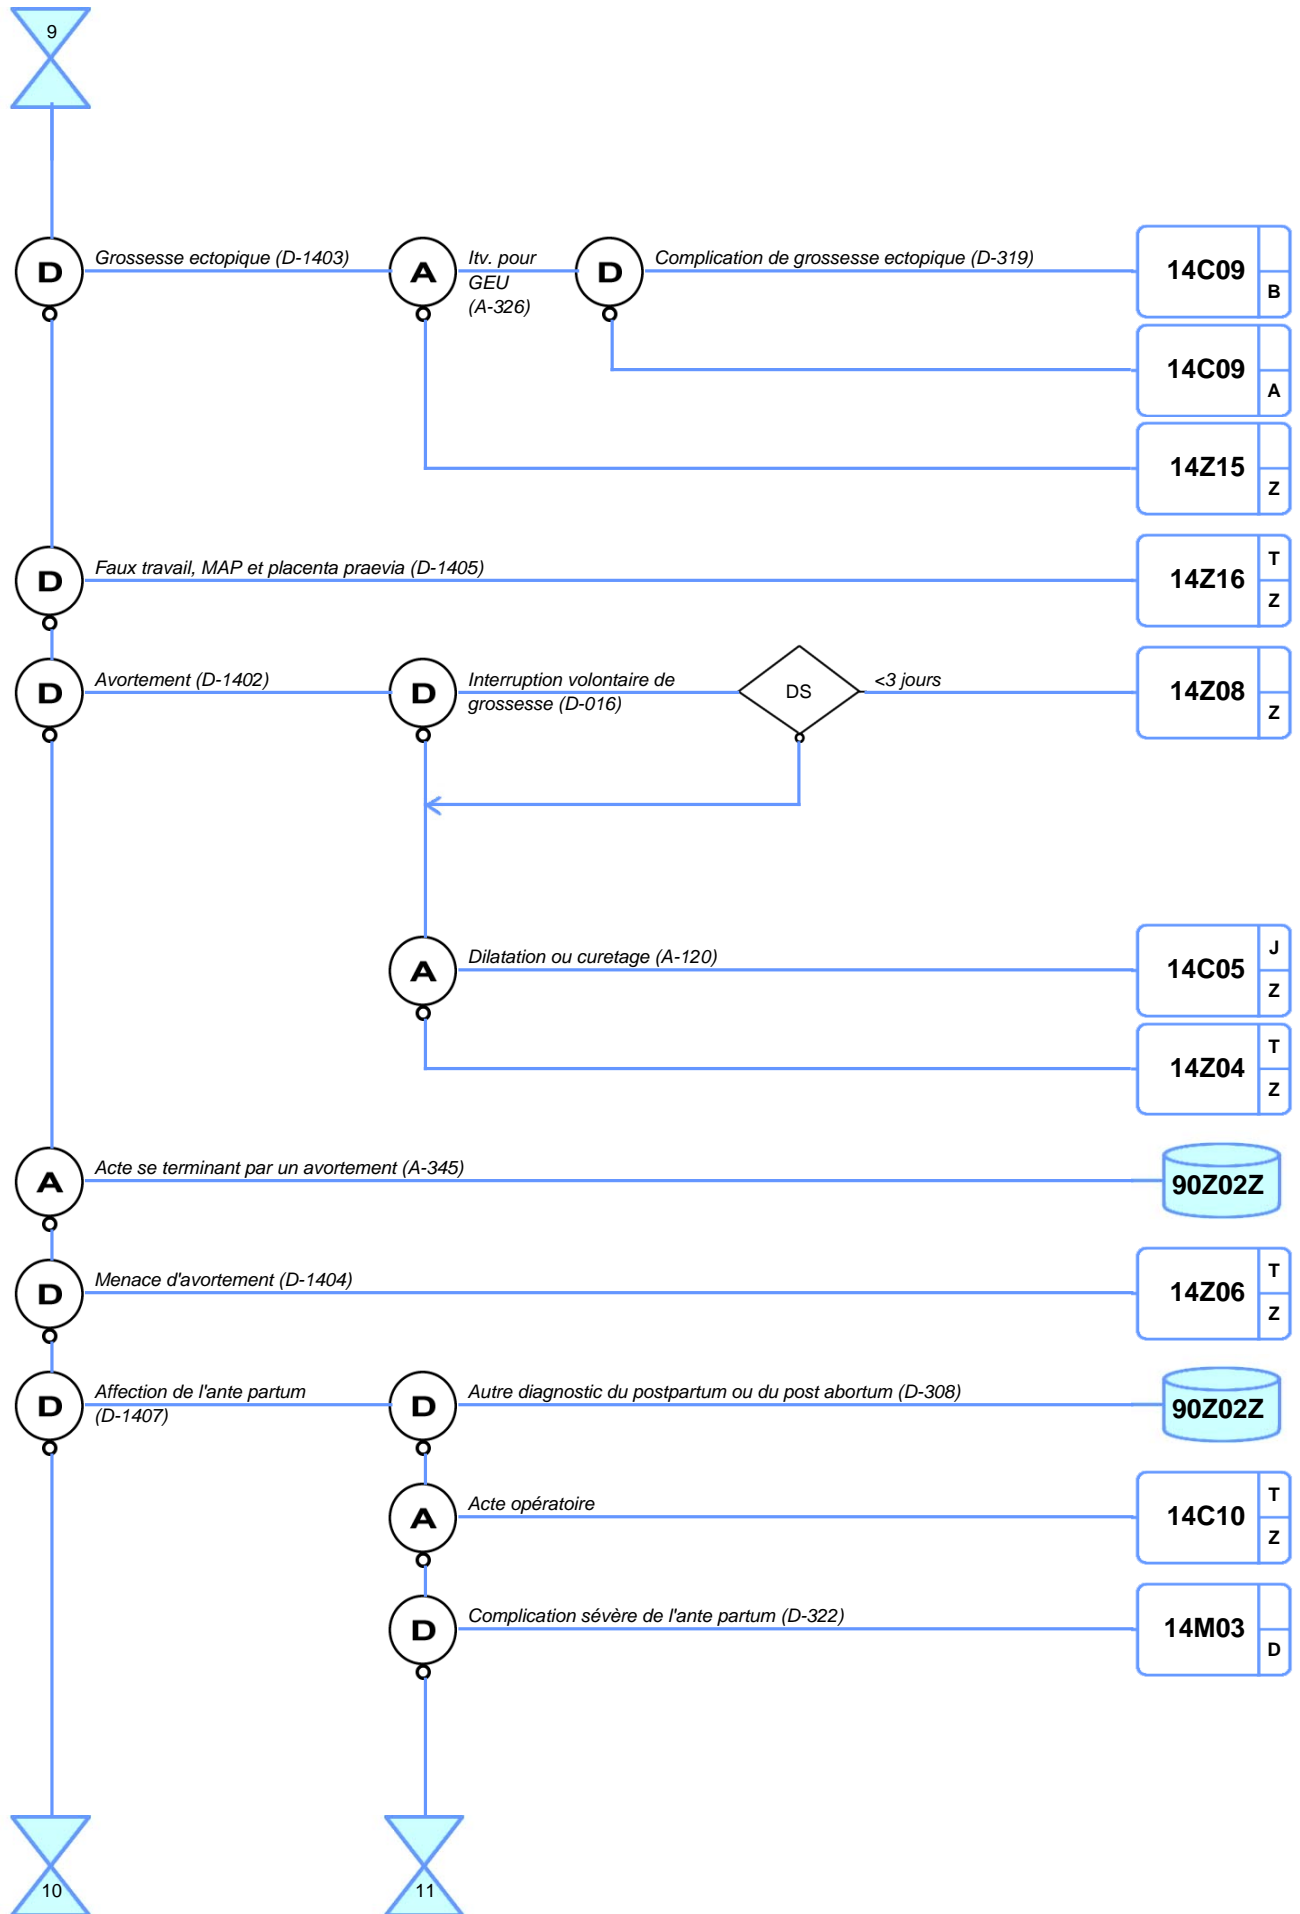 9
D
Grossesse ectopique (D-1403)
A
Itv. pour
GEU
(A-326)
D
Complication de grossesse ectopique (D-319)
14C09
B
14C09
A
14Z15
Z
D
Faux travail, MAP et placenta praevia (D-1405)
14Z16
T
Z
D
Avortement (D-1402)
D
Interruption volontaire de
grossesse (D-016)
DS
<3 jours
14Z08
Z
A
Dilatation ou curetage (A-120)
14C05
J
Z
14Z04
T
Z
A
Acte se terminant par un avortement (A-345)
90Z02Z
D
Menace d'avortement (D-1404)
14Z06
T
Z
D
Affection de l'ante partum
(D-1407)
D
Autre diagnostic du postpartum ou du post abortum (D-308)
90Z02Z
A
Acte opératoire
14C10
T
Z
D
Complication sévère de l'ante partum (D-322)
14M03
D
10
11